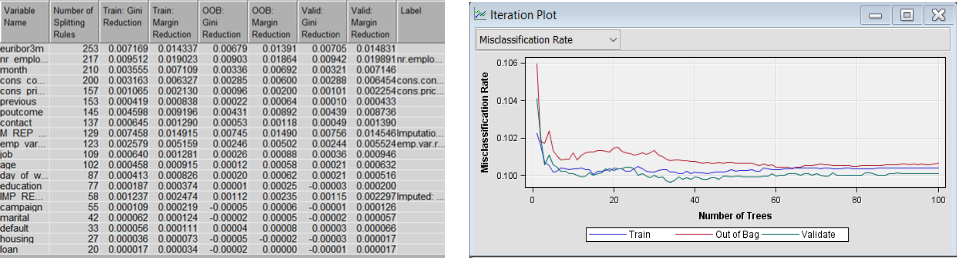 Variable Name Number of Splitting Rules Train: Gini Reduction Train: Margin Reduction OOB: Gini Reduction OOB: Margin Reduction Valid: Gini Reduction Valid: Margin Reduction Label
euribor3m 253 0.007169 0.014337 0.00679 0.01391 0.00705 0.014831
nr_emplo... 217 0.009512 0.019023 0.00903 0.01864 0.00942 0.019891 nr.emplo...
month 210 0.003555 0.007109 0.00336 0.00692 0.00321 0.007146
cons_co... 200 0.003163 0.006327 0.00285 0.00600 0.00288 0.006454 cons.con...
cons_pri... 157 0.001065 0.002130 0.00096 0.00200 0.00101 0.002254 cons.pric...
previous 153 0.000419 0.000838 0.00022 0.00064 0.00010 0.000433
poutcome 145 0.004598 0.009196 0.00431 0.00892 0.00439 0.008736
contact 137 0.000645 0.001290 0.00053 0.00118 0.00049 0.001390
M_REP_... 129 0.007458 0.014915 0.00745 0.01490 0.00756 0.014546 Imputatio...
emp_var... 123 0.002579 0.005159 0.00246 0.00502 0.00244 0.005524 emp.var.r...
job 109 0.000640 0.001281 0.00026 0.00088 0.00036 0.000946
age 102 0.000458 0.000915 0.00012 0.00058 0.00021 0.000632
day_of_w... 87 0.000413 0.000826 0.00020 0.00062 0.00021 0.000516
education 77 0.000187 0.000374 0.00001 0.00025 -0.00003 0.000200
IMP_RE... 58 0.001237 0.002474 0.00112 0.00235 0.00115 0.002297 Imputed: ...
campaign 55 0.000109 0.000219 -0.00005 0.00006 -0.00001 0.000126
marital 42 0.000062 0.000124 -0.00002 0.00005 -0.00002 0.000057
default 33 0.000056 0.000111 0.00004 0.00008 0.00003 0.000066
housing 27 0.000036 0.000073 -0.00005 -0.00002 -0.00003 0.000017
loan 20 0.000017 0.000034 -0.00002 0.00000 -0.00001 0.000017
Iteration Plot
Misclassification Rate
Misclassification Rate
0.106
0.104
0.102
0.100
0 20 40 60 80 100
Number of Trees
Train Out of Bag Validate